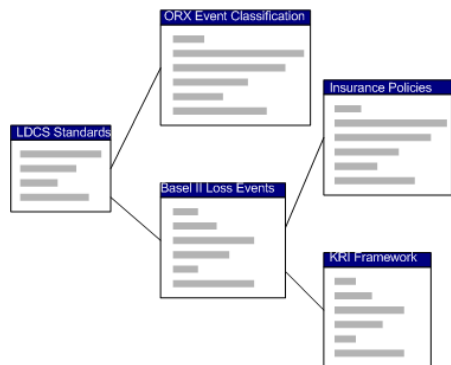 ORX Event Classification
Insurance Policies
LDCS Standards
Basel II Loss Events
KRI Framework